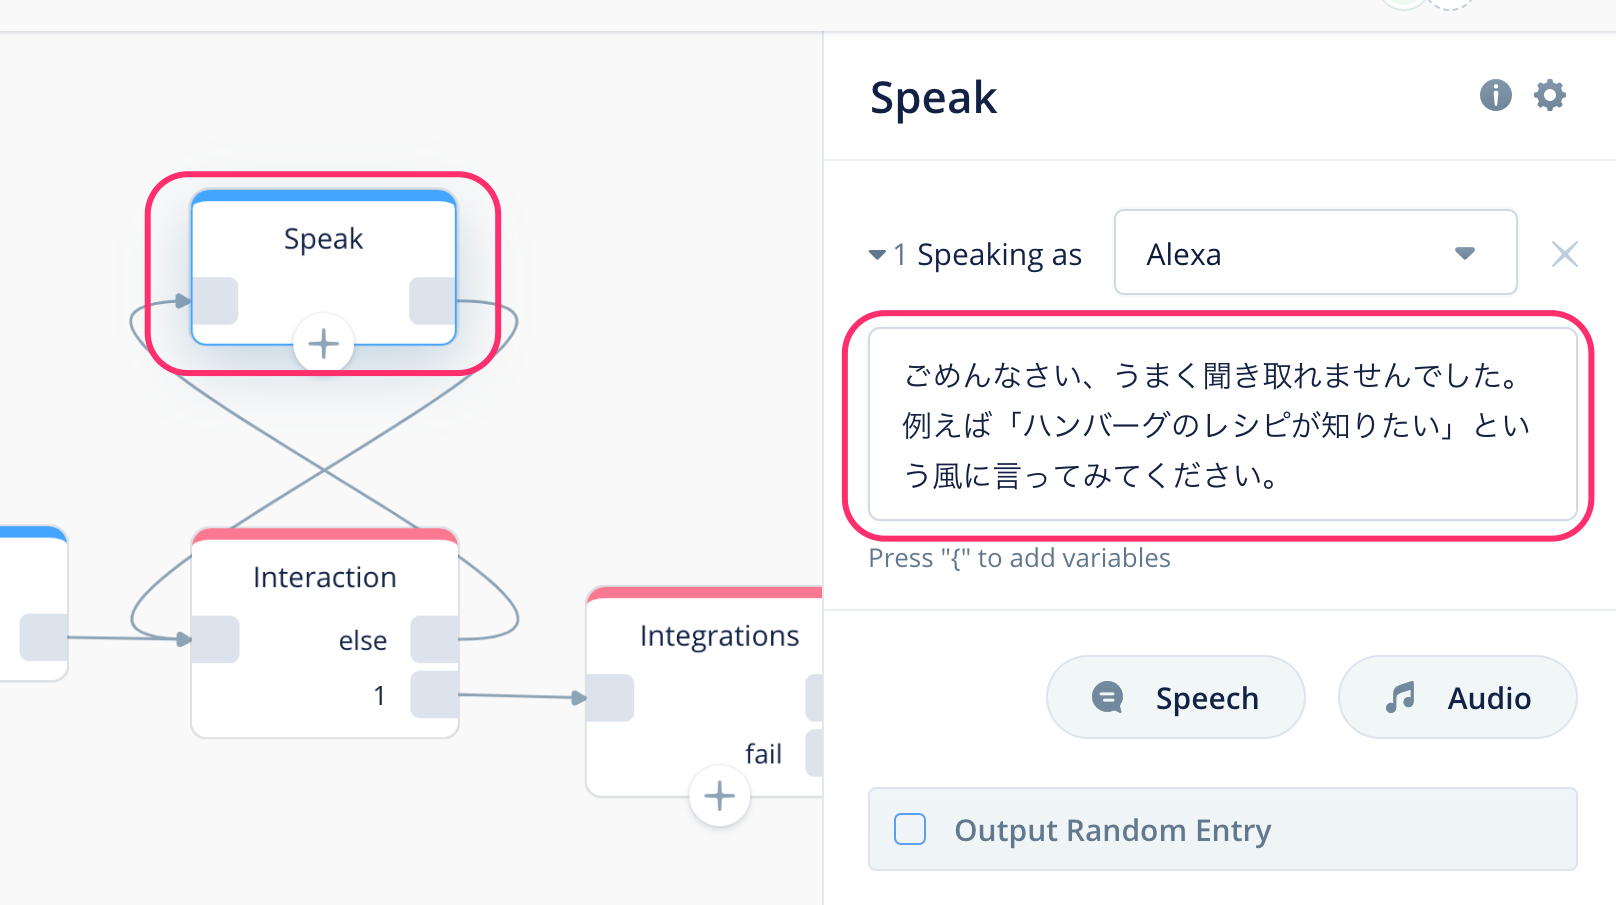 Speak
Interaction
else
1
Integrations
fail
Speak
1 Speaking as
Alexa
ごめんなさい、うまく聞き取れませんでした。
例えば「ハンバーグのレシピが知りたい」とい
う風に言ってみてください。
Press "{" to add variables
Speech
Audio
Output Random Entry